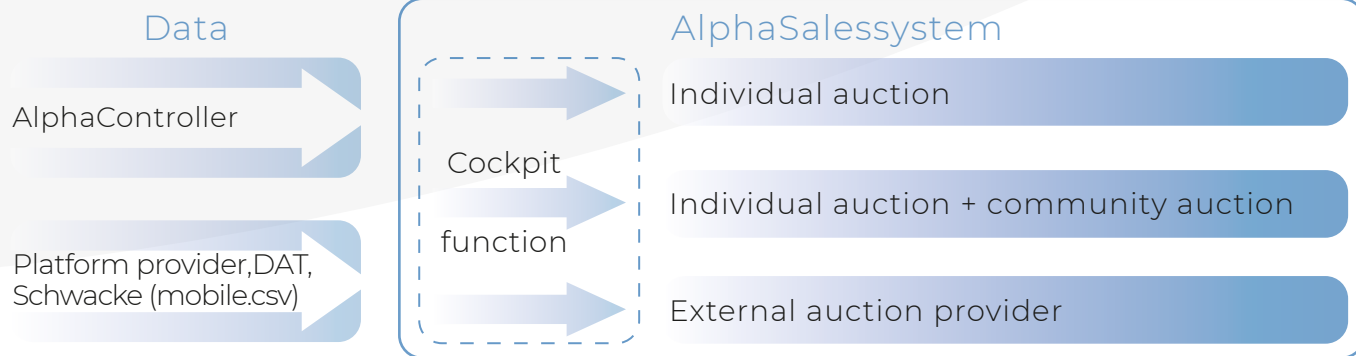 Data
AlphaSalessystem
AlphaController
Platform provider,DAT,
Schwacke (mobile.csv)
Cockpit
function
Individual auction
Individual auction + community auction
External auction provider